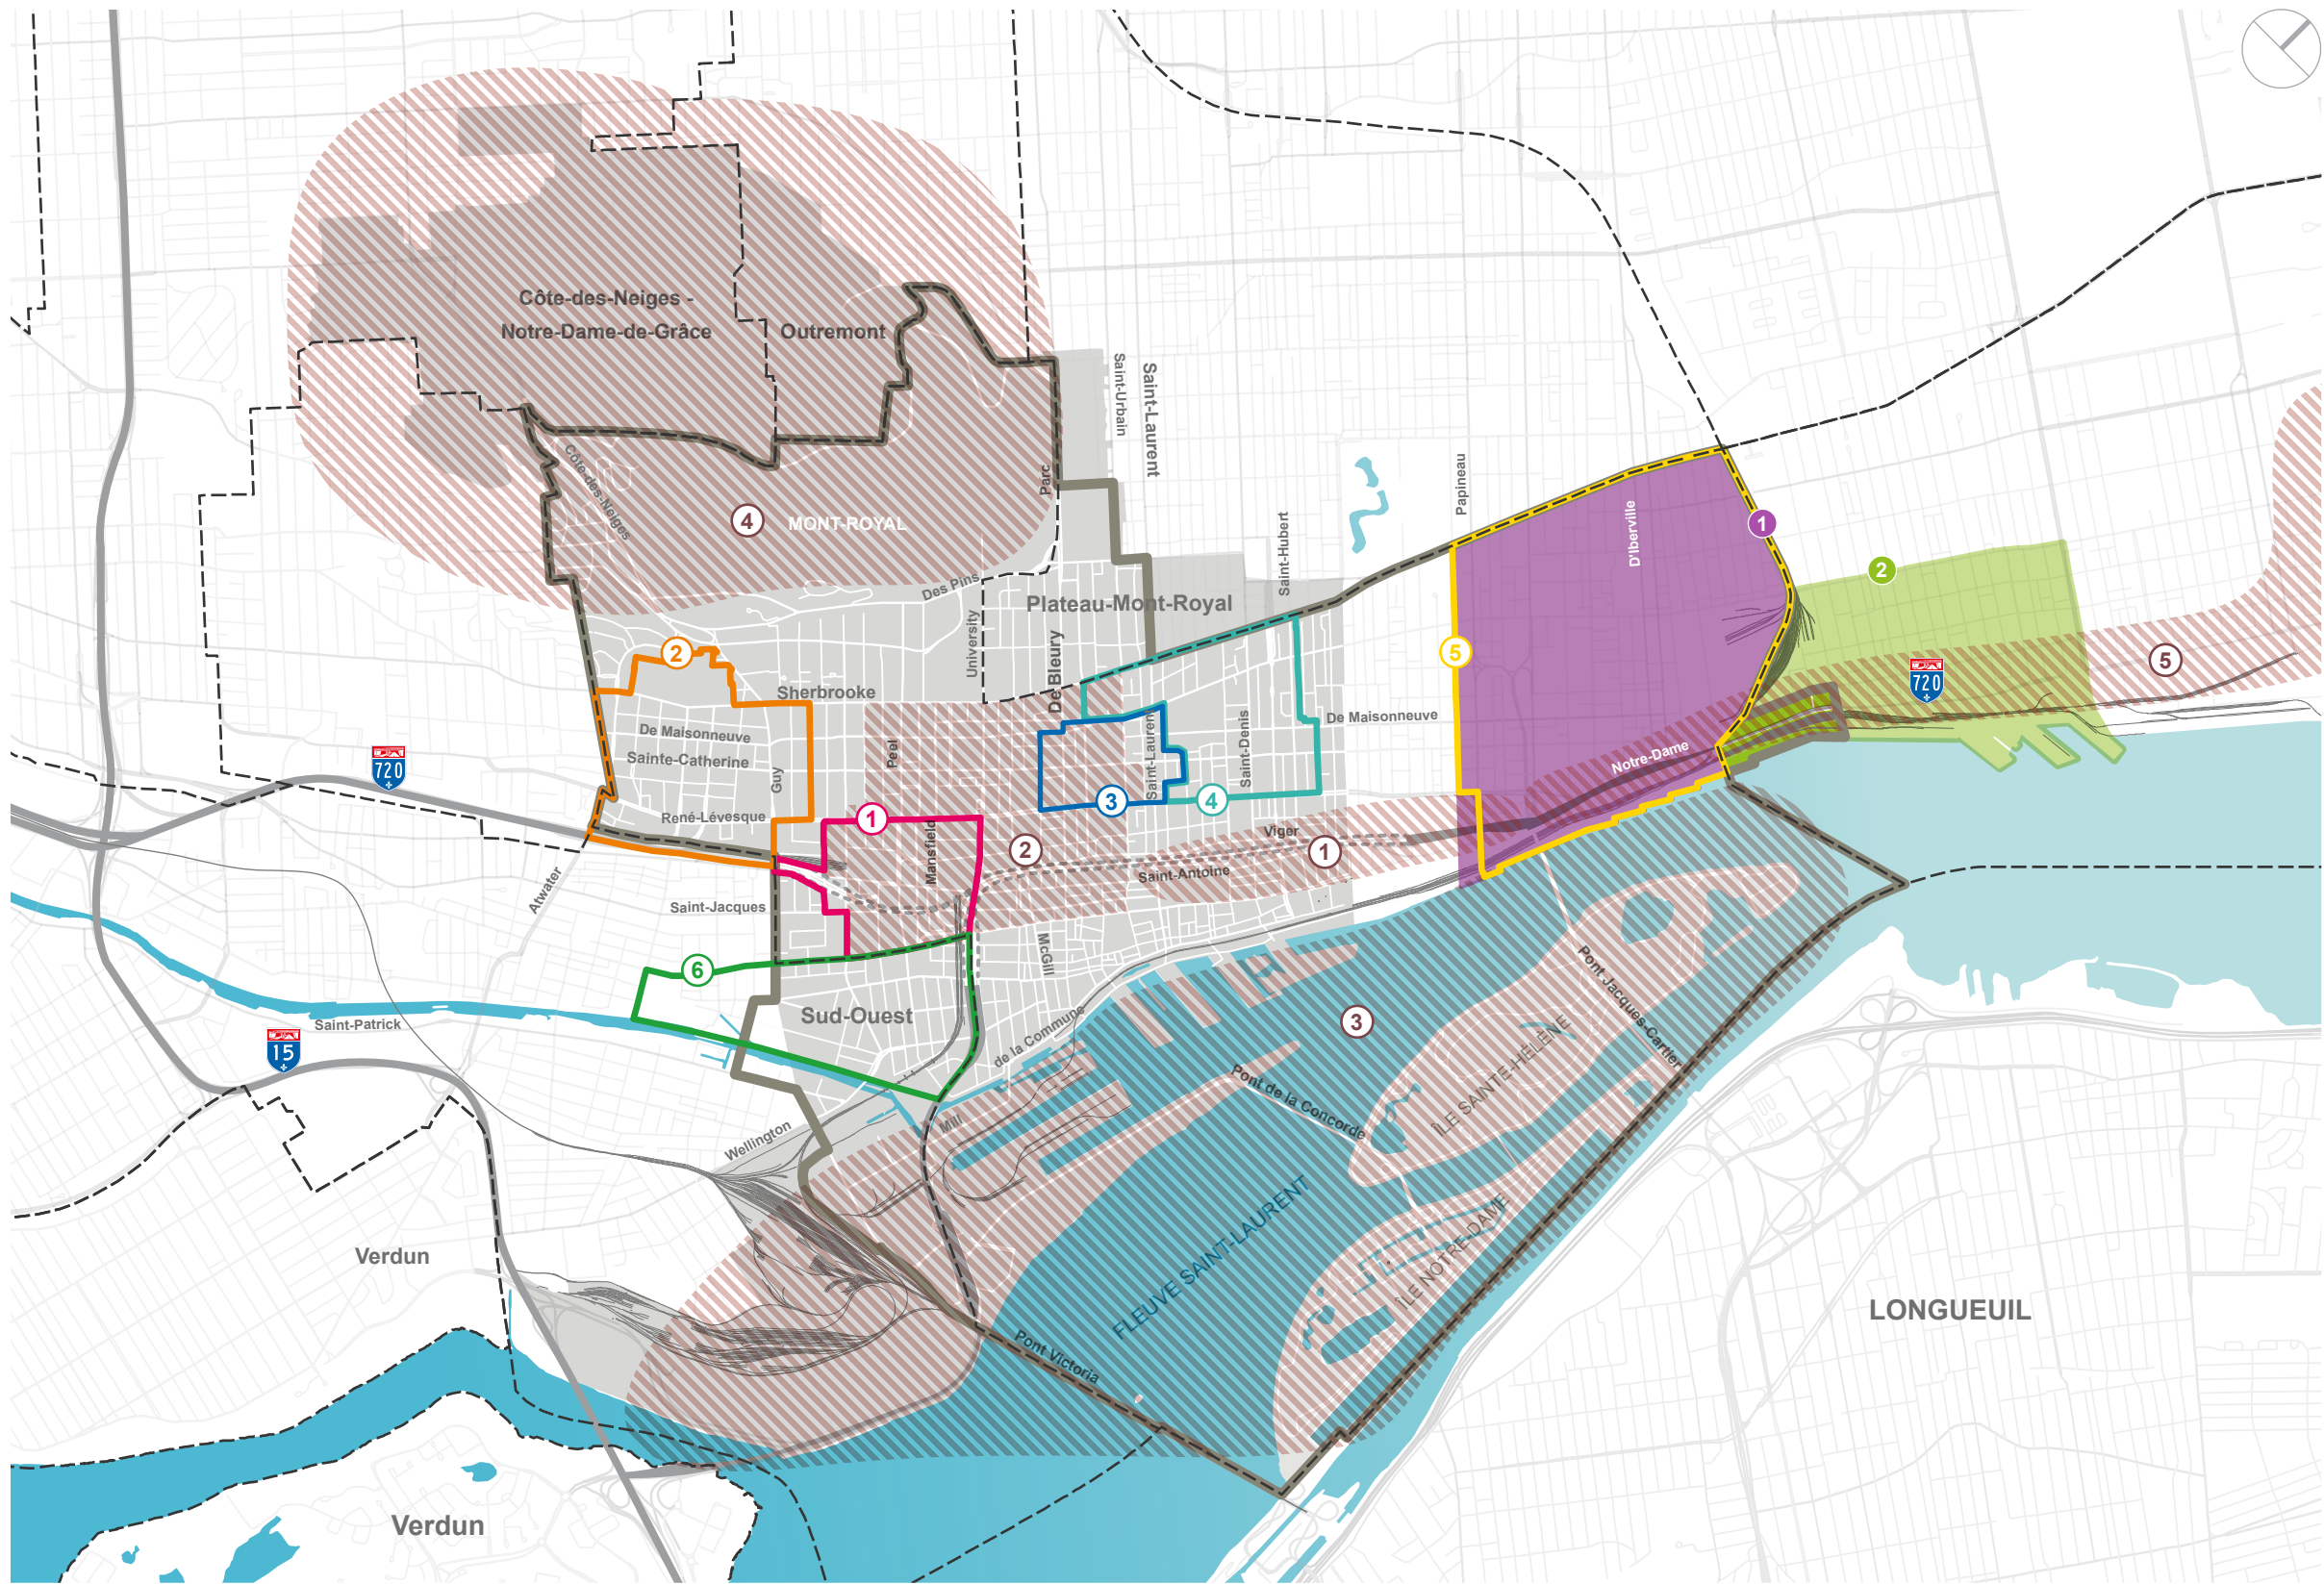 Côte-des-Neiges -
Notre-Dame-de-Grâce
Outremont
Saint-Urbain
Saint-Laurent
Parc
Côte-des-Neiges
4
MONT-ROYAL
Papineau
D'Iberville
1
Saint-Hubert
2
Des Pins
Plateau-Mont-Royal
University
De Bleury
2
5
5
720
Sherbrooke
De Maisonneuve
De Maisonneuve
Sainte-Catherine
Peel
Saint-Laurent
Saint-Denis
Notre-Dame
720
Guy
René-Lévesque
1
3
4
Mansfield
2
Viger
1
Saint-Antoine
Atwater
Saint-Jacques
McGill
6
Sud-Ouest
Saint-Patrick
15
de la Commune
3
Pont Jacques-Cartier
ÎLE SAINTE-HÉLÈNE
Pont de la Concorde
Mill
Wellington
FLEUVE SAINT-LAURENT
ÎLE NOTRE-DAME
Verdun
LONGUEUIL
Pont Victoria
Verdun